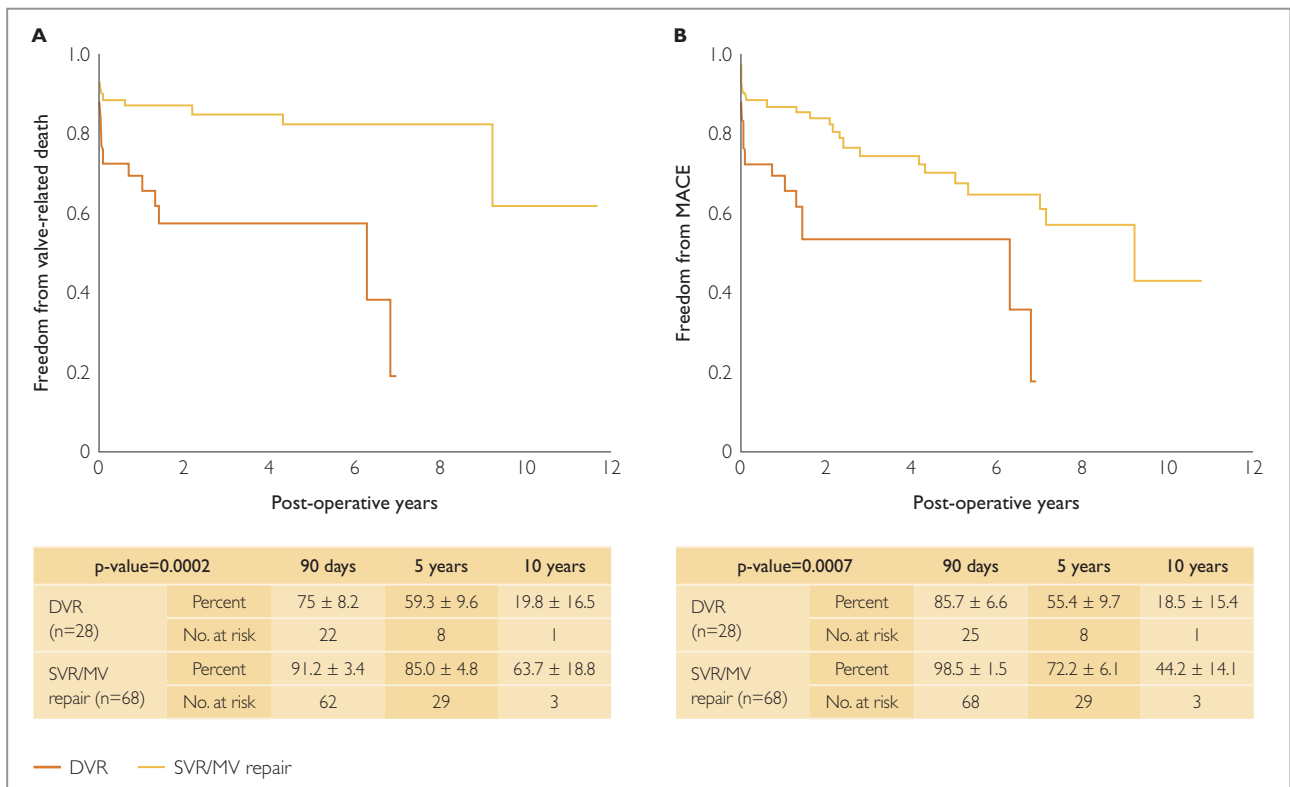 A
Freedom from valve-related death
1.0
0.8
0.6
0.4
0.2
0
0 2 4 6 8 10 12
Post-operative years
p-value=0.0002 90 days 5 years 10 years
DVR
(n=28)
Percent 75 ± 8.2 59.3 ± 9.6 19.8 ± 16.5
No. at risk 22 8 1
SVR/MV
repair (n=68)
Percent 91.2 ± 3.4 85.0 ± 4.8 63.7 ± 18.8
No. at risk 62 29 3
B
Freedom from MACE
1.0
0.8
0.6
0.4
0.2
0
0 2 4 6 8 10 12
Post-operative years
p-value=0.0007 90 days 5 years 10 years
DVR
(n=28)
Percent 85.7 ± 6.6 55.4 ± 9.7 18.5 ± 15.4
No. at risk 25 8 1
SVR/MV
repair (n=68)
Percent 98.5 ± 1.5 72.2 ± 6.1 44.2 ± 14.1
No. at risk 68 29 3
DVR SVR/MV repair